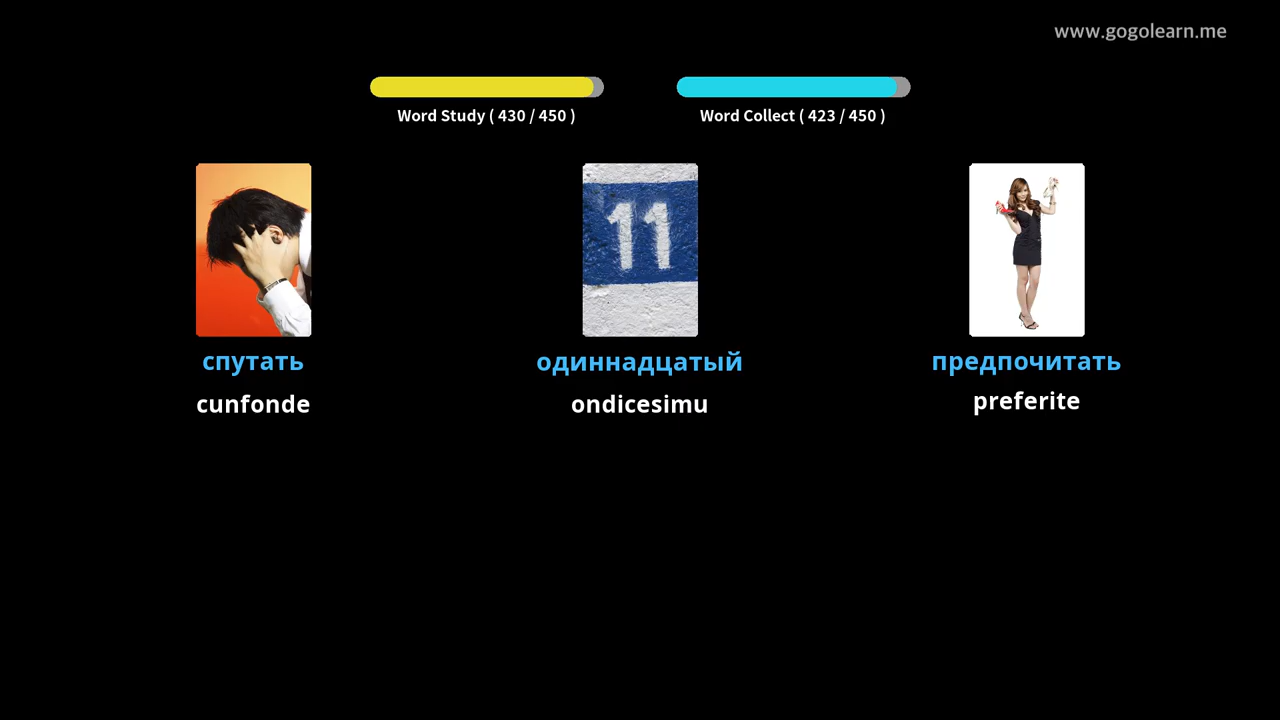 www.gogolearn.me
Word Study ( 430 / 450 )
Word Collect ( 423 / 450 )
11
спутать
одиннадцатый
предпочитать
cunfonde
ondicesimu
preferite